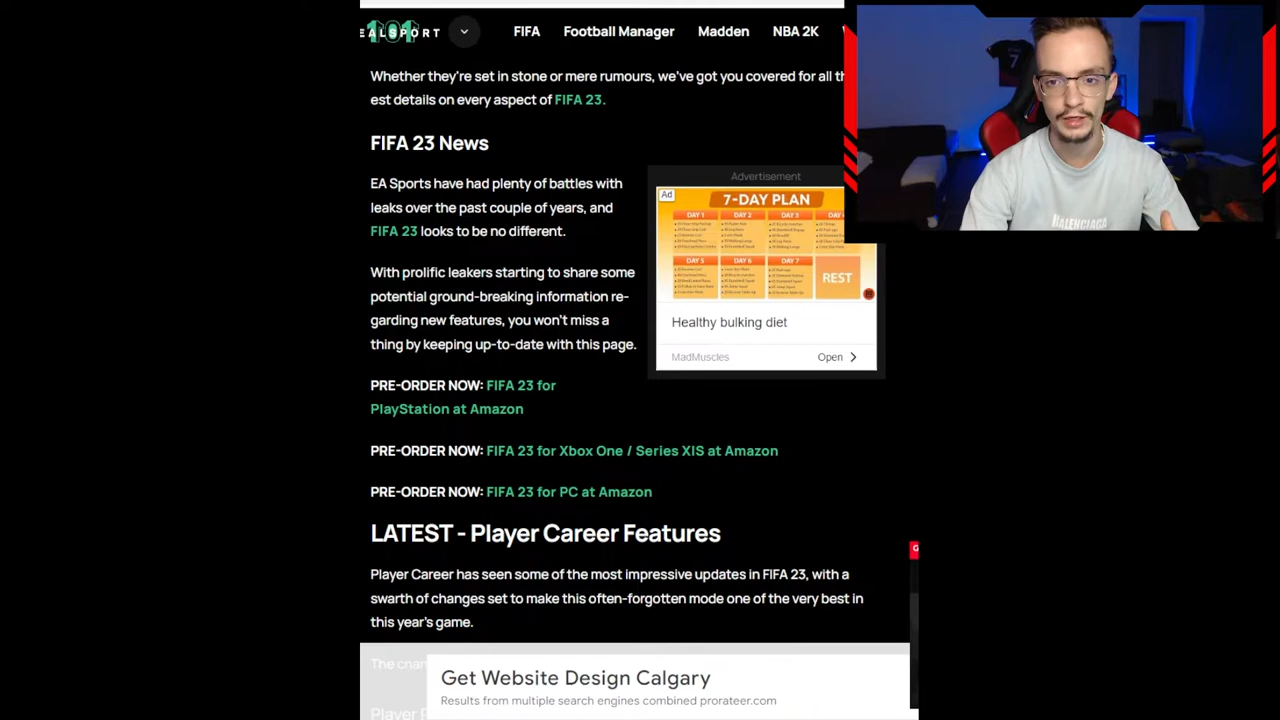 101
EALSPORT
FIFA
Football Manager
Madden
NBA 2K
Whether they're set in stone or mere rumours, we've got you covered for all th
est details on every aspect of FIFA 23.
FIFA 23 News
EA Sports have had plenty of battles with
leaks over the past couple of years, and
FIFA 23 looks to be no different.
With prolific leakers starting to share some
potential ground-breaking information re-
garding new features, you won't miss a
thing by keeping up-to-date with this page.
Advertisement
Ad
7-DAY PLAN
DAY 1
DAY 2
DAY 3
DAY 5
DAY 6
DAY 7
REST
Healthy bulking diet
MadMuscles
Open
PRE-ORDER NOW: FIFA 23 for
PlayStation at Amazon
PRE-ORDER NOW: FIFA 23 for Xbox One / Series X|S at Amazon
PRE-ORDER NOW: FIFA 23 for PC at Amazon
LATEST - Player Career Features
Player Career has seen some of the most impressive updates in FIFA 23, with a
swarth of changes set to make this often-forgotten mode one of the very best in
this year's game.
The chan
Player
Get Website Design Calgary
Results from multiple search engines combined prorateer.com
7
BALENCIAGA